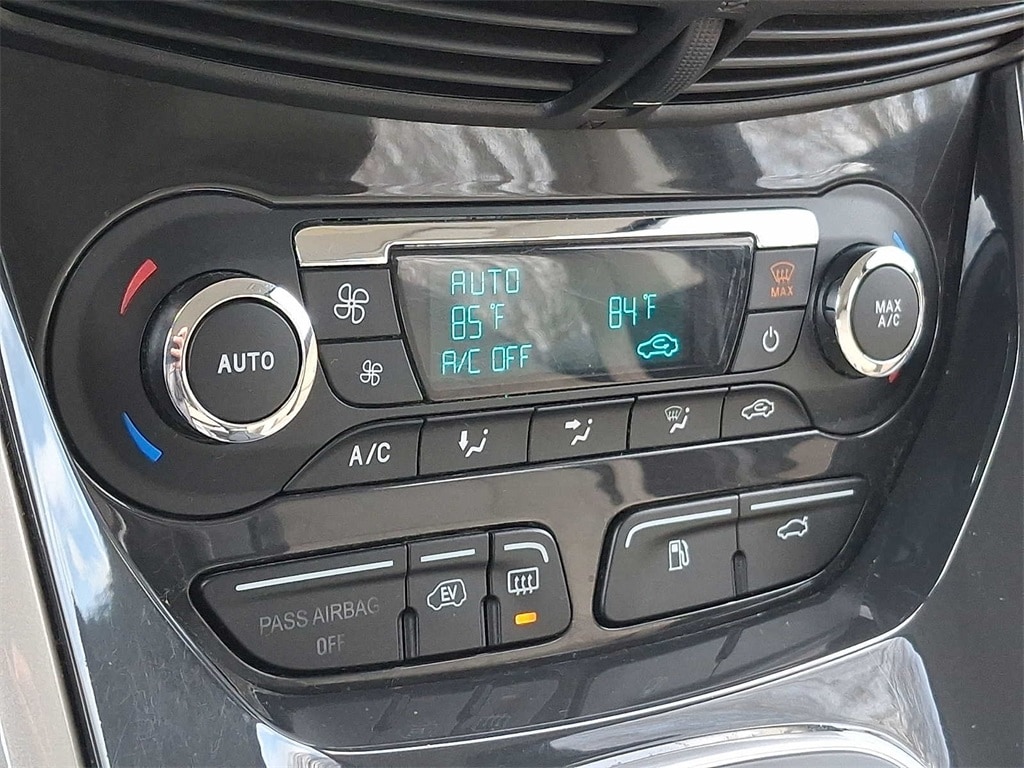 AUTO
85°F
A/C OFF
84°F
MAX
AUTO
MAX
A/C
A/C
PASS AIRBAG
OFF
EV